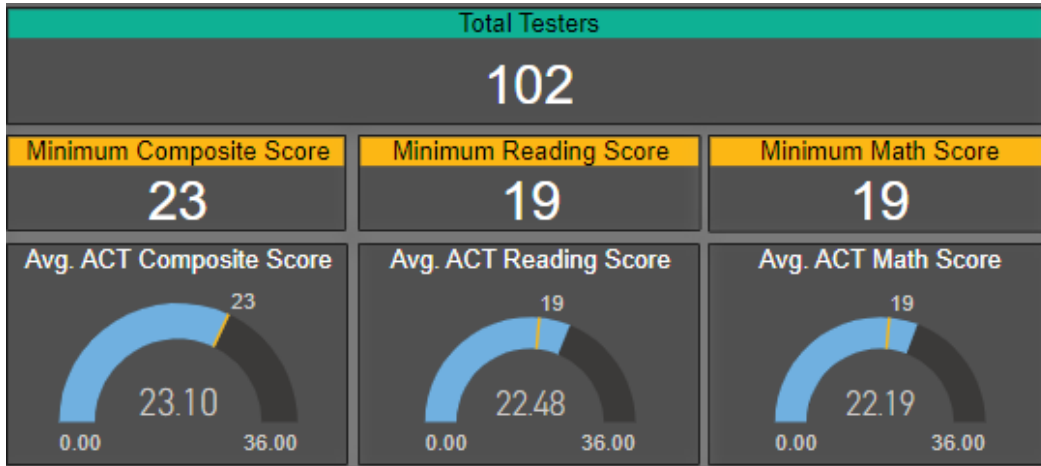 Total Testers
102
Minimum Composite Score
23
Minimum Reading Score
19
Minimum Math Score
19
Avg. ACT Composite Score
23
23.10
0.00 36.00
Avg. ACT Reading Score
19
22.48
0.00 36.00
Avg. ACT Math Score
19
22.19
0.00 36.00